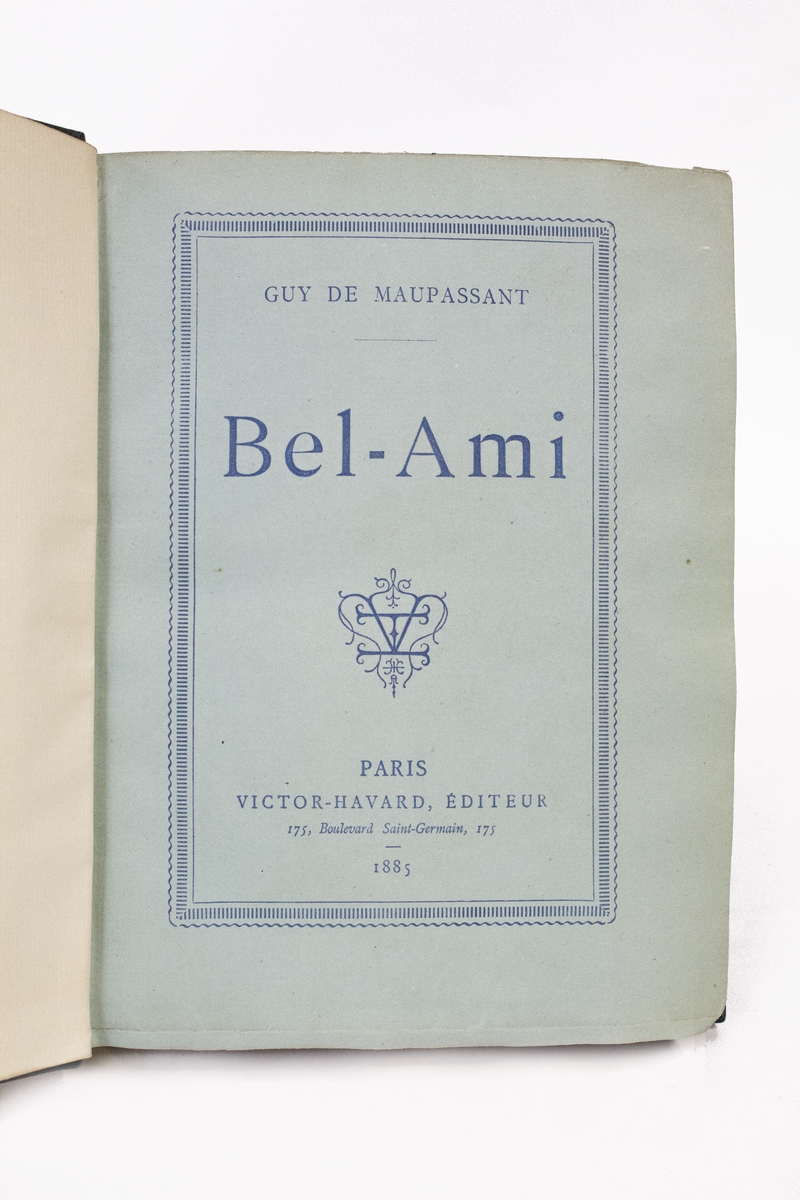 GUY DE MAUPASSANT
Bel-Ami
PARIS
VICTOR-HAVARD, ÉDITEUR
175, Boulevard Saint-Germain, 175
1885